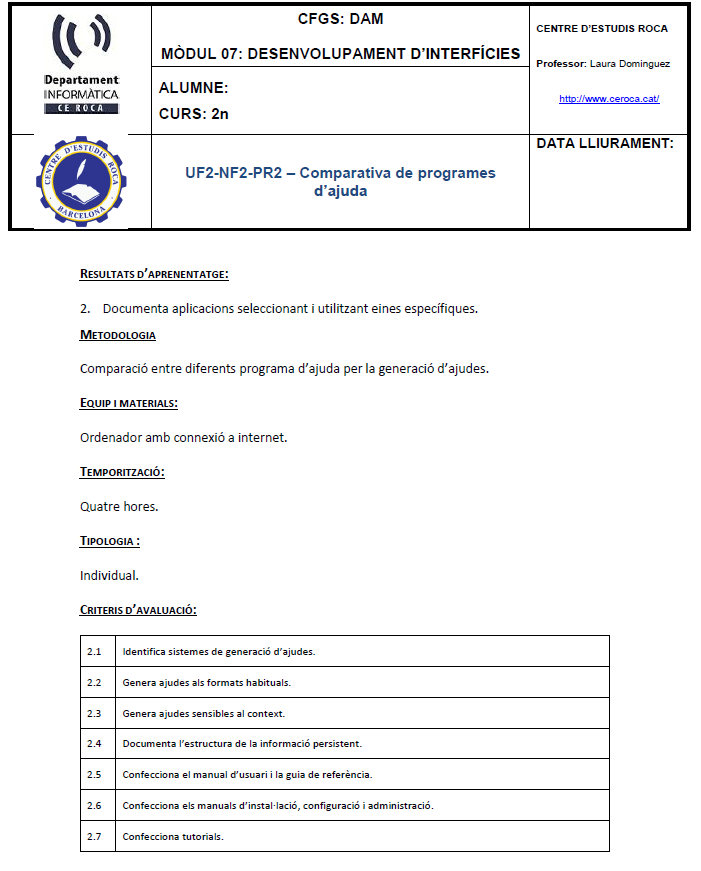 Departament
INFORMÀTICA
CE ROCA
CFGS: DAM
MÒDUL 07: DESENVOLUPAMENT D'INTERFÍCIES
ALUMNE:
CURS: 2n
CENTRE D'ESTUDIS ROCA
Professor: Laura Dominguez
http://www.ceroca.cat/
CENTRE D'ESTUDIS ROCA
· BARCELONA ·
UF2-NF2-PR2 – Comparativa de programes
d'ajuda
DATA LLIURAMENT:
RESULTATS D'APRENENTATGE:
2. Documenta aplicacions seleccionant i utilitzant eines específiques.
METODOLOGIA
Comparació entre diferents programa d'ajuda per la generació d'ajudes.
EQUIP I MATERIALS:
Ordenador amb connexió a internet.
TEMPORITZACIÓ:
Quatre hores.
TIPOLOGIA :
Individual.
CRITERIS D'AVALUACIÓ:
2.1 Identifica sistemes de generació d'ajudes.
2.2 Genera ajudes als formats habituals.
2.3 Genera ajudes sensibles al context.
2.4 Documenta l'estructura de la informació persistent.
2.5 Confecciona el manual d'usuari i la guia de referència.
2.6 Confecciona els manuals d'instal·lació, configuració i administració.
2.7 Confecciona tutorials.